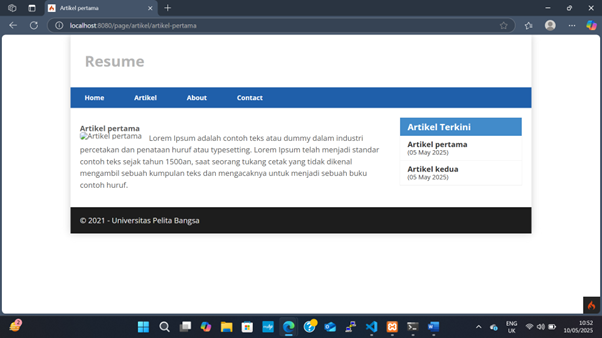 Artikel pertama
localhost:8080/page/artikel/artikel-pertama
Resume
Home Artikel About Contact
Artikel pertama
Artikel pertama Lorem Ipsum adalah contoh teks atau dummy dalam industri
percetakan dan penataan huruf atau typesetting. Lorem Ipsum telah menjadi standar
contoh teks sejak tahun 1500an, saat seorang tukang cetak yang tidak dikenal
mengambil sebuah kumpulan teks dan mengacaknya untuk menjadi sebuah buku
contoh huruf.
Artikel Terkini
Artikel pertama
(05 May 2025)
Artikel kedua
(05 May 2025)
© 2021 - Universitas Pelita Bangsa
ENG
UK
10:52
10/05/2025